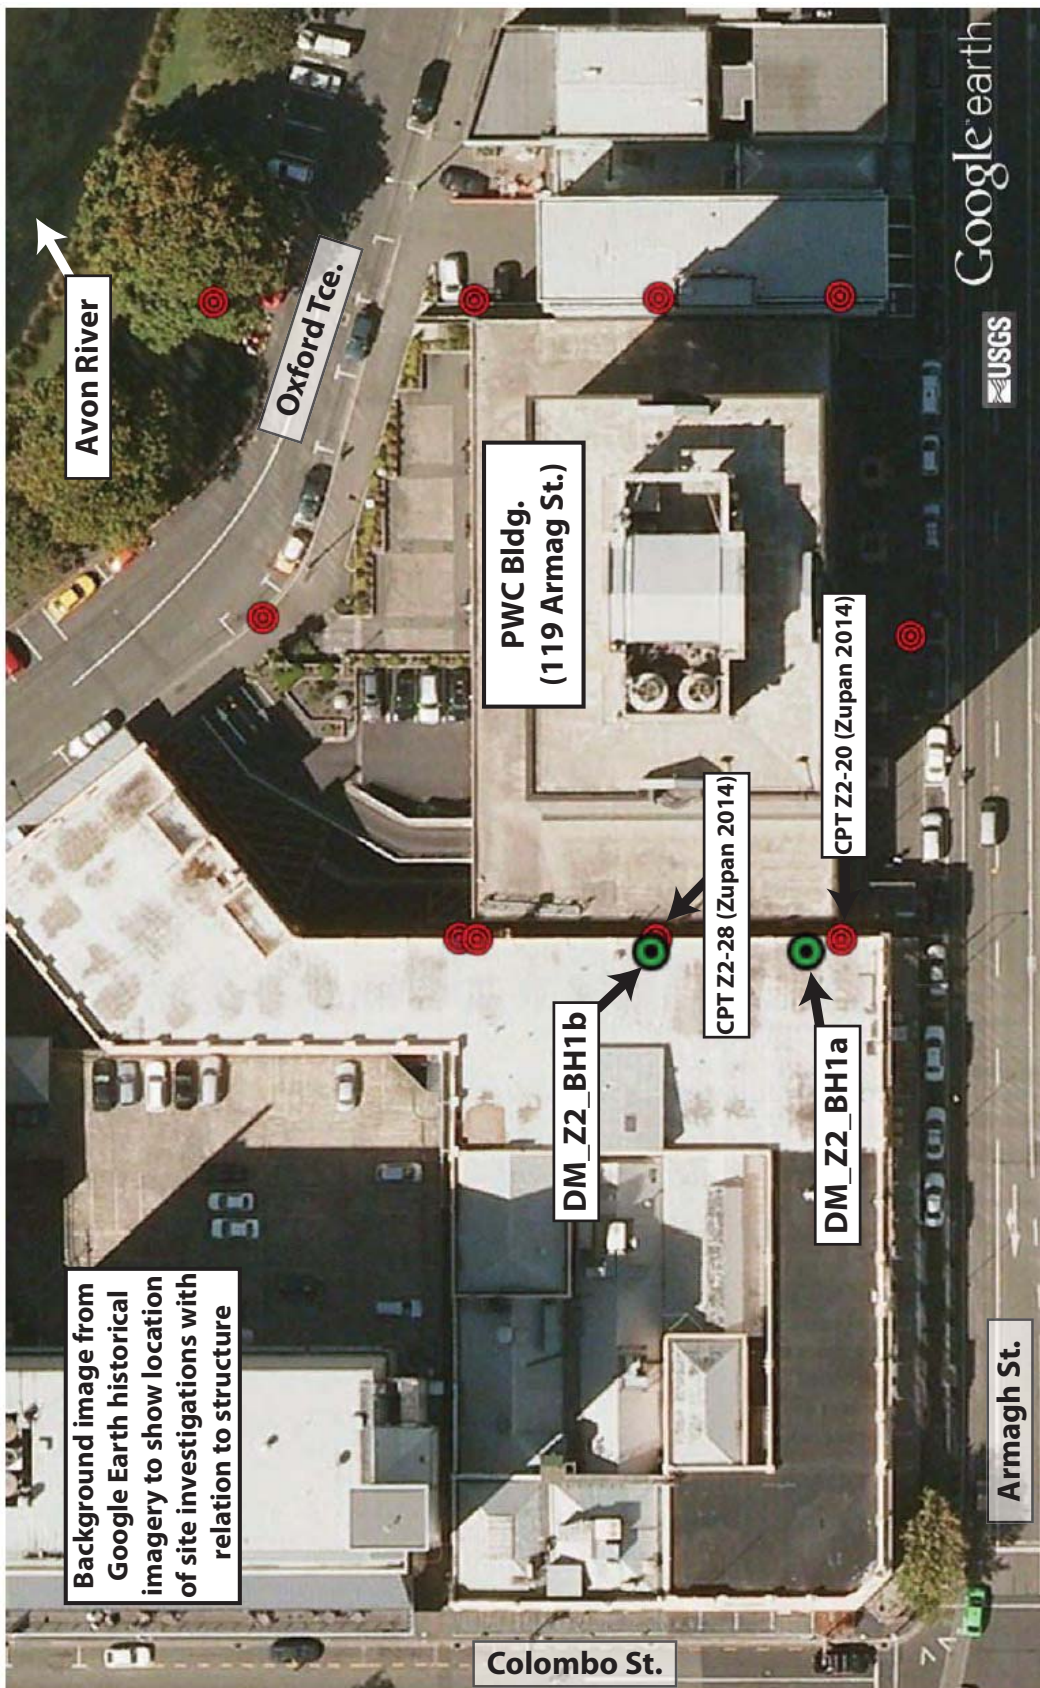 Background image from
Google Earth historical
imagery to show location
of site investigations with
relation to structure
Avon River
Oxford Tce.
PWC Bldg.
(119 Armag St.)
DM_Z2_BH1b
CPT Z2-28 (Zupan 2014)
CPT Z2-20 (Zupan 2014)
DM_Z2_BH1a
Colombo St.
Armagh St.
USGS
Google earth